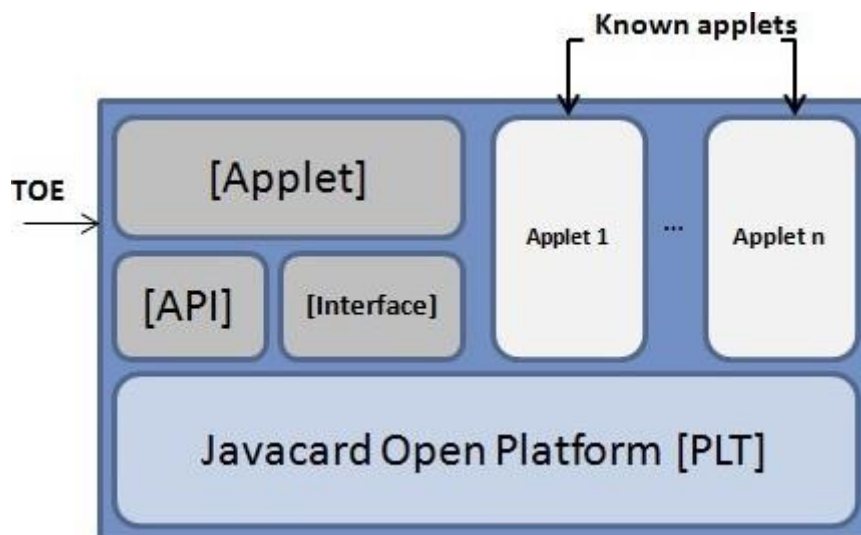 Known applets
TOE
[Applet]
Applet 1
...
Applet n
[API]
[Interface]
Javacard Open Platform [PLT]